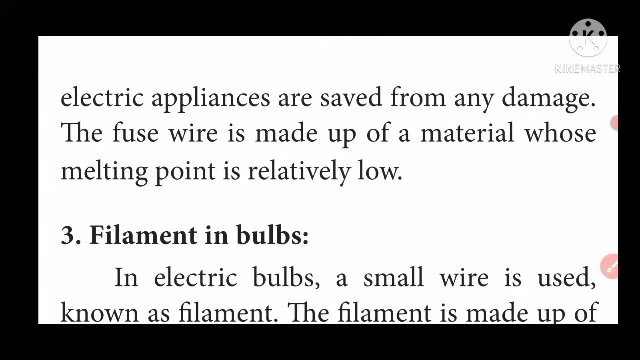 KINEMASTER
electric appliances are saved from any damage.
The fuse wire is made up of a material whose
melting point is relatively low.
3. Filament in bulbs:
In electric bulbs, a small wire is used,
known as filament. The filament is made up of